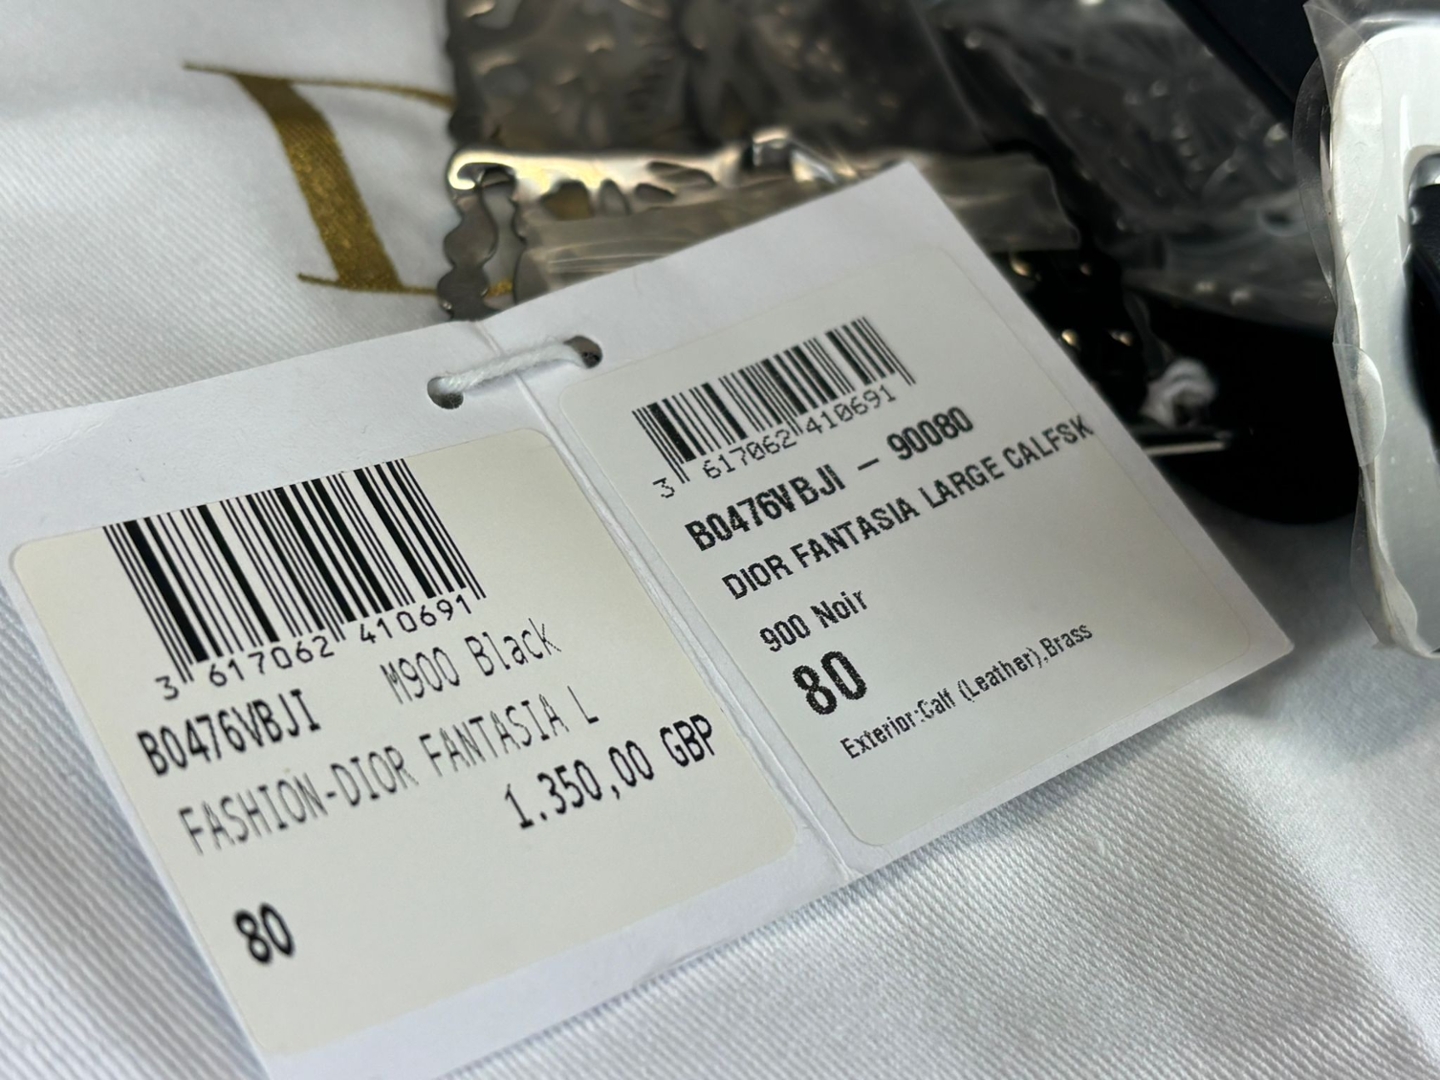 D
3 617062 410691
B0476VBJI M900 Black
FASHION-DIOR FANTASIA L
1.350,00 GBP
80
3 617062 410691
B0476VBJI – 90080
DIOR FANTASIA LARGE CALFSK
900 Noir
80
Exterior:Calf (Leather),Brass